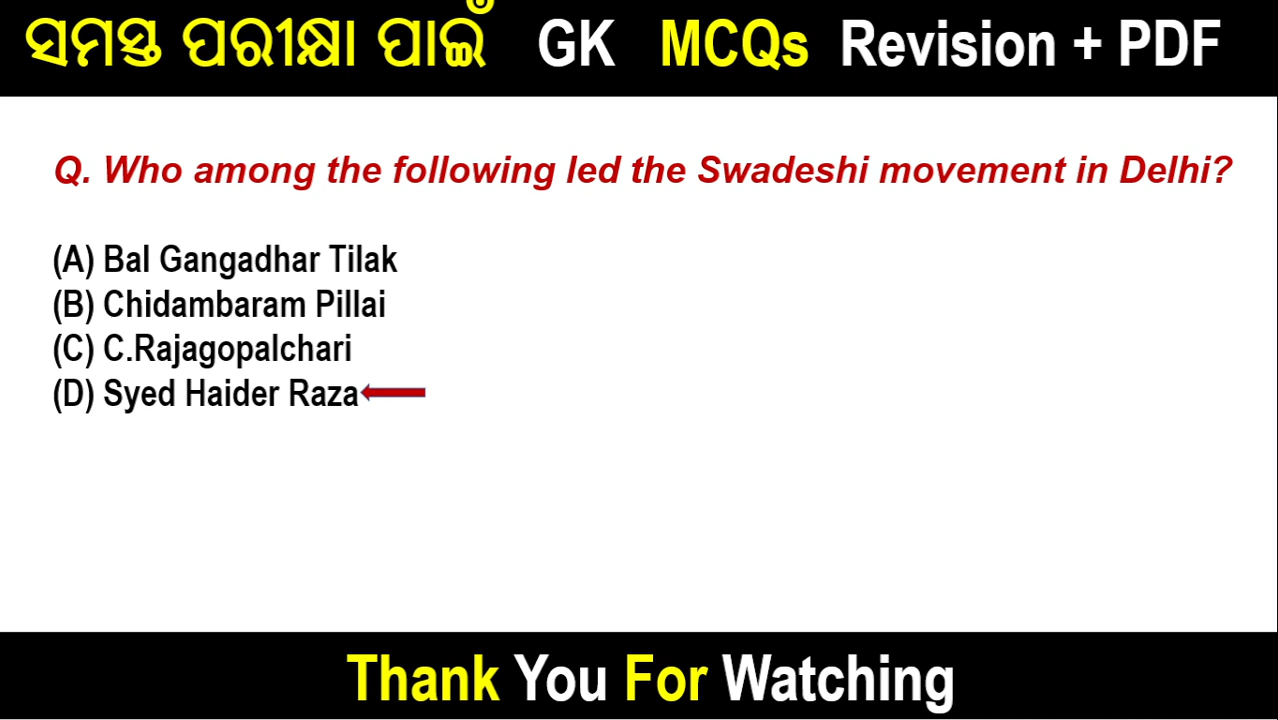 ସମସ୍ତ ପରୀକ୍ଷା ପାଇଁ GK MCQs Revision + PDF
Q. Who among the following led the Swadeshi movement in Delhi?
(A) Bal Gangadhar Tilak
(B) Chidambaram Pillai
(C) C.Rajagopalchari
(D) Syed Haider Raza
Thank You For Watching